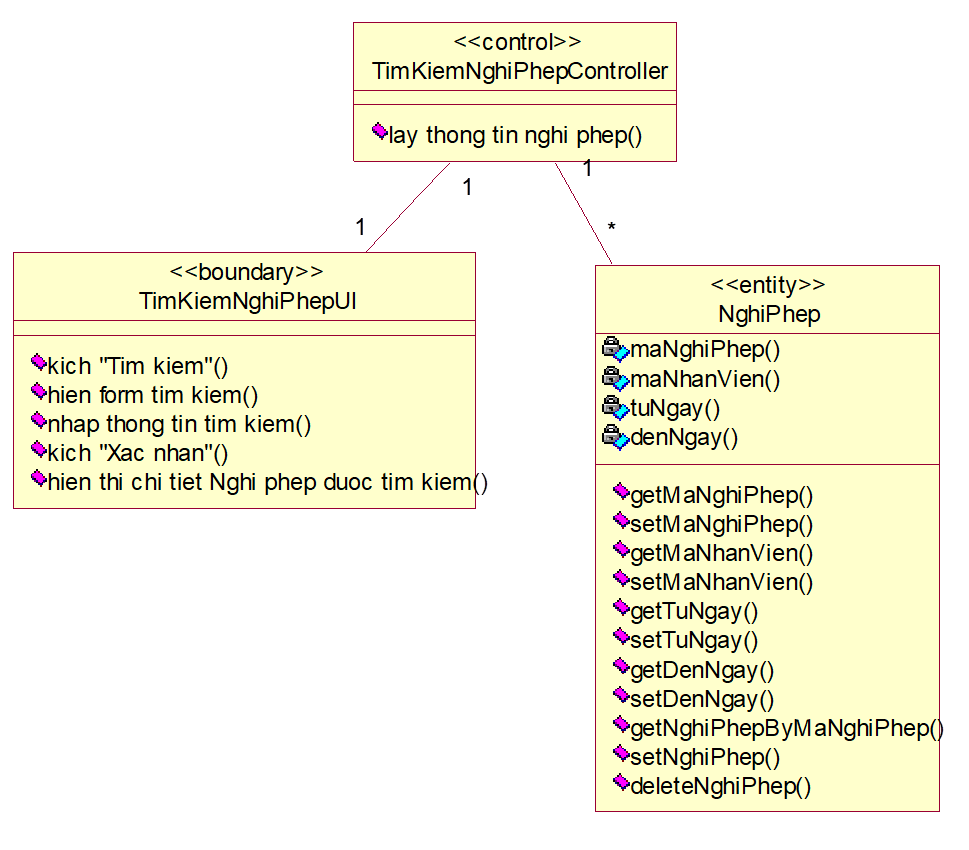 <<control>>
TimKiemNghiPhepController
lay thong tin nghi phep()
1
1
1
*
<<boundary>>
TimKiemNghiPhepUI
kich "Tim kiem"()
hien form tim kiem()
nhap thong tin tim kiem()
kich "Xac nhan"()
hien thi chi tiet Nghi phep duoc tim kiem()
<<entity>>
NghiPhep
maNghiPhep()
maNhanVien()
tuNgay()
denNgay()
getMaNghiPhep()
setMaNghiPhep()
getMaNhanVien()
setMaNhanVien()
getTuNgay()
setTuNgay()
getDenNgay()
setDenNgay()
getNghiPhepByMaNghiPhep()
setNghiPhep()
deleteNghiPhep()